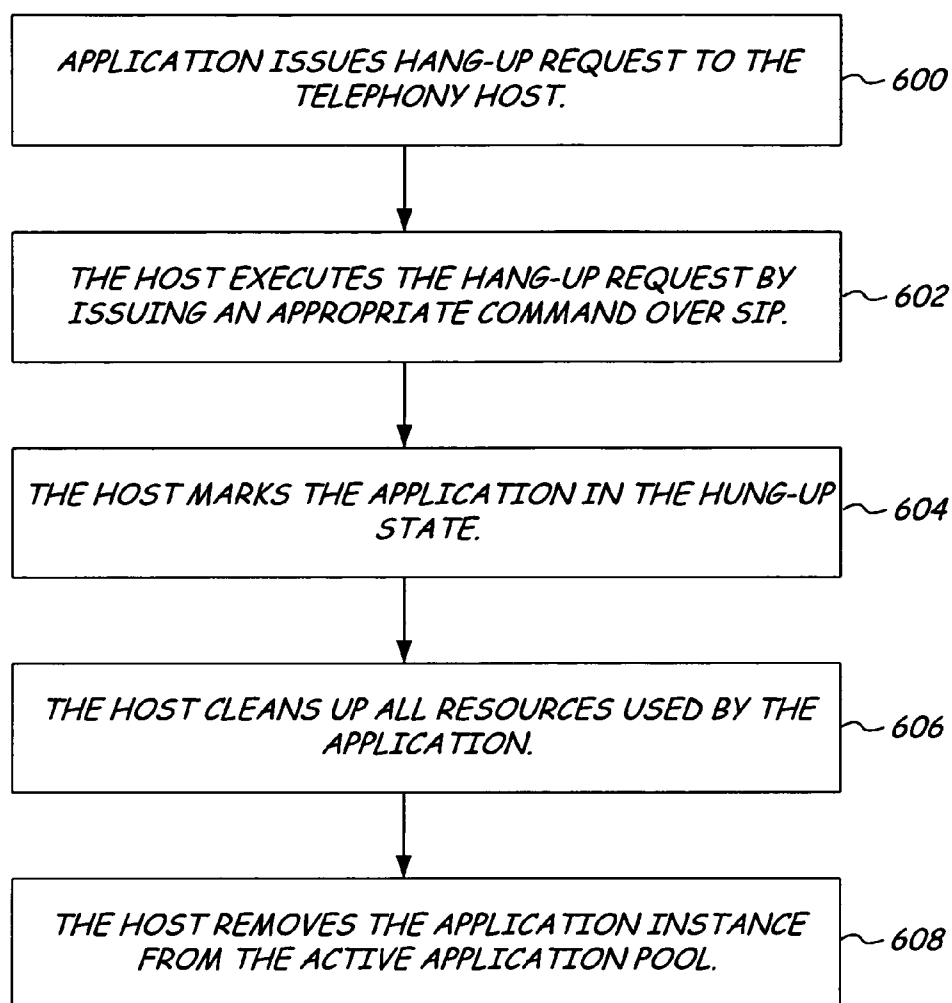 APPLICATION ISSUES HANG-UP REQUEST TO THE
TELEPHONY HOST.
600
THE HOST EXECUTES THE HANG-UP REQUEST BY
ISSUING AN APPROPRIATE COMMAND OVER SIP.
602
THE HOST MARKS THE APPLICATION IN THE HUNG-UP
STATE.
604
THE HOST CLEANS UP ALL RESOURCES USED BY THE
APPLICATION.
606
THE HOST REMOVES THE APPLICATION INSTANCE
FROM THE ACTIVE APPLICATION POOL.
608